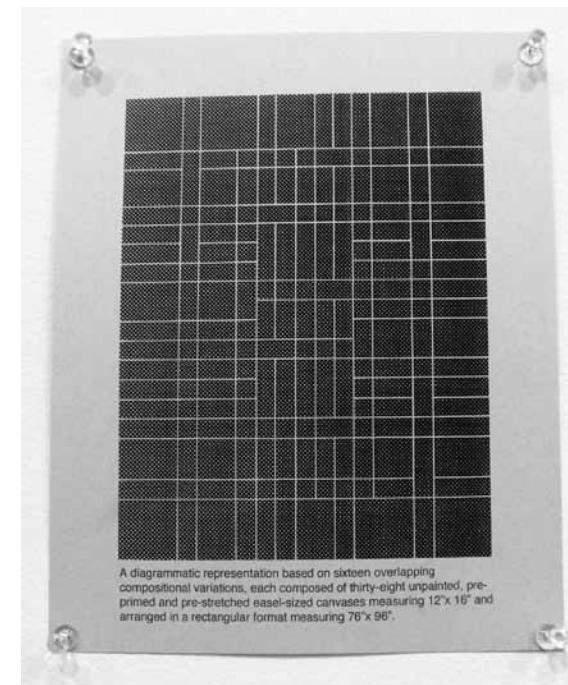 A diagrammatic representation based on sixteen overlapping
compositional variations, each composed of thirty-eight unpainted, pre-
primed and pre-stretched easel-sized canvases measuring 12"x 16" and
arranged in a rectangular format measuring 76"x 96".